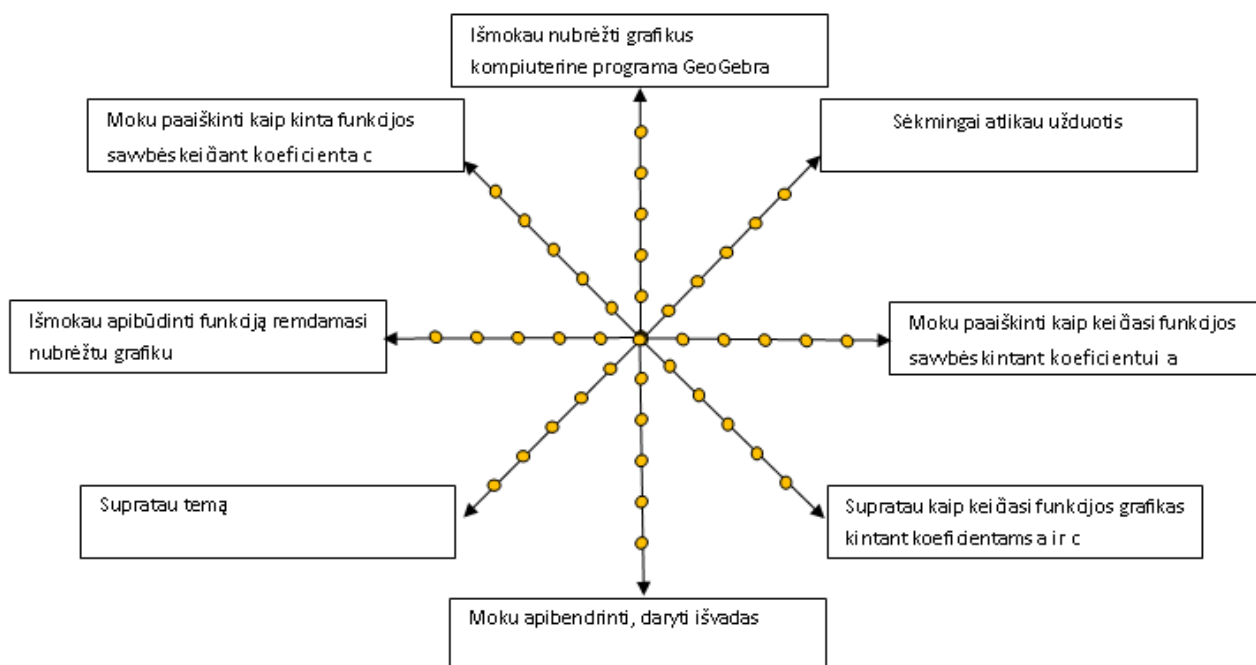 Išmokau nubrėžti grafikus
kompiuterine programa GeoGebra
Moku paaiškinti kaip kinta funkcijos
savybės keičiant koeficienta c
Sėkmingai atlikau užduotis
Išmokau apibūdinti funkciją remdamasi
nubrėžtu grafiku
Moku paaiškinti kaip keičiasi funkcijos
savybės kintant koeficientui a
Supratau temą
Supratau kaip keičiasi funkcijos grafikas
kintant koeficientams a ir c
Moku apibendrinti, daryti išvadas